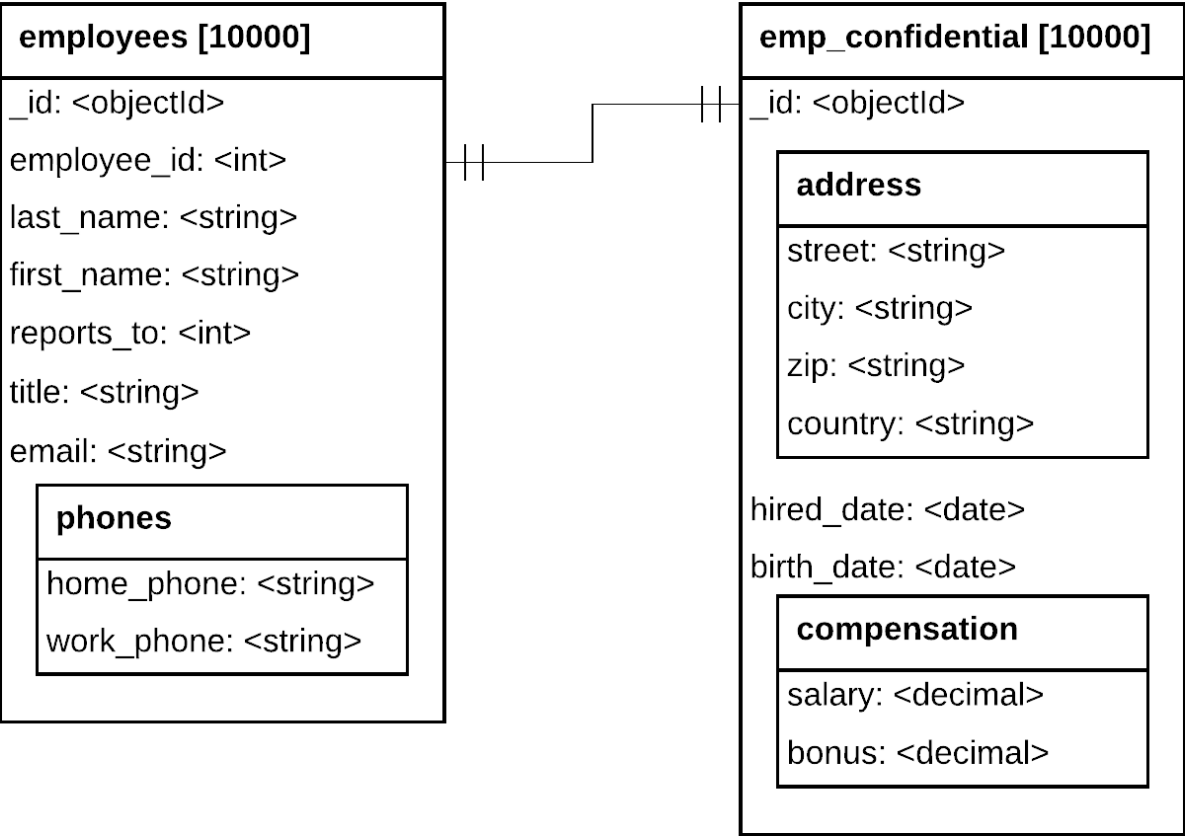 employees [10000]
_id: <objectId>
employee_id: <int>
last_name: <string>
first_name: <string>
reports_to: <int>
title: <string>
email: <string>
phones
home_phone: <string>
work_phone: <string>
emp_confidential [10000]
_id: <objectId>
address
street: <string>
city: <string>
zip: <string>
country: <string>
hired_date: <date>
birth_date: <date>
compensation
salary: <decimal>
bonus: <decimal>